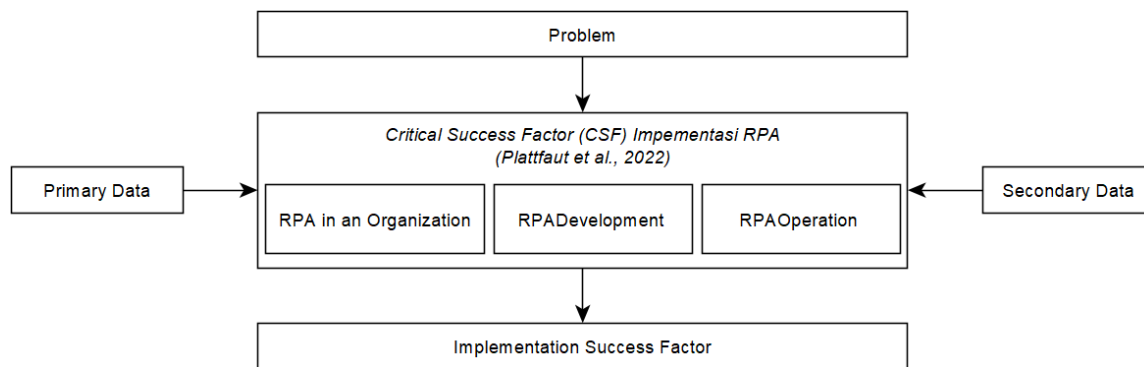 Problem
Critical Success Factor (CSF) Impementasi RPA
(Plattfaut et al., 2022)
Primary Data
Secondary Data
RPA in an Organization
RPADevelopment
RPAOperation
Implementation Success Factor